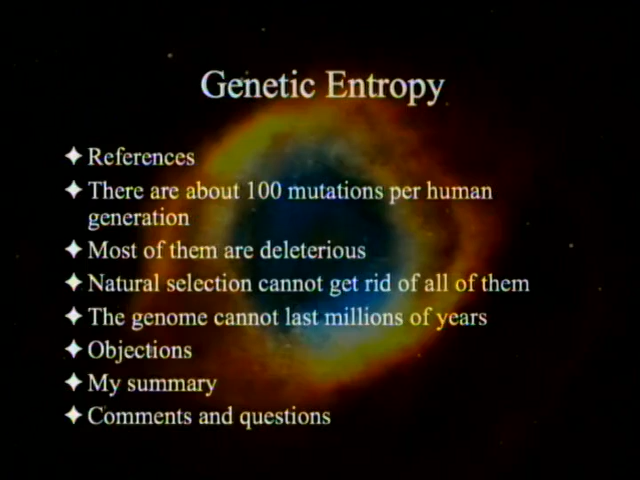 Genetic Entropy
References
There are about 100 mutations per human
generation
Most of them are deleterious
Natural selection cannot get rid of all of them
The genome cannot last millions of years
Objections
My summary
Comments and questions